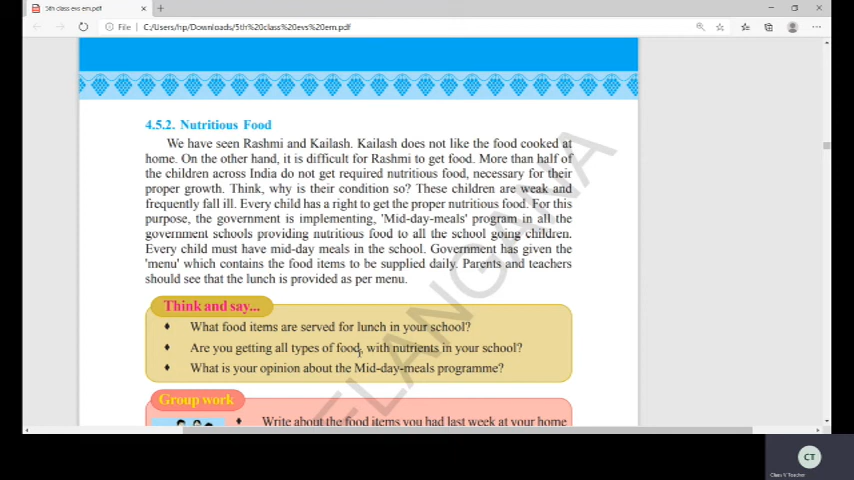 5th class evs em.pdf
File
C:/Users/hp/Downloads/5th%20class%20evs%20em.pdf
4.5.2. Nutritious Food
We have seen Rashmi and Kailash. Kailash does not like the food cooked at
home. On the other hand, it is difficult for Rashmi to get food. More than half of
the children across India do not get required nutritious food, necessary for their
proper growth. Think, why is their condition so? These children are weak and
frequently fall ill. Every child has a right to get the proper nutritious food. For this
purpose, the government is implementing, 'Mid-day-meals' program in all the
government schools providing nutritious food to all the school going children.
Every child must have mid-day meals in the school. Government has given the
'menu' which contains the food items to be supplied daily. Parents and teachers
should see that the lunch is provided as per menu.
Think and say...
♦ What food items are served for lunch in your school?
♦ Are you getting all types of food, with nutrients in your school?
♦ What is your opinion about the Mid-day-meals programme?
Group work
♦ Write about the food items you had last week at your home
ELANGANA
CT
Class V Teacher